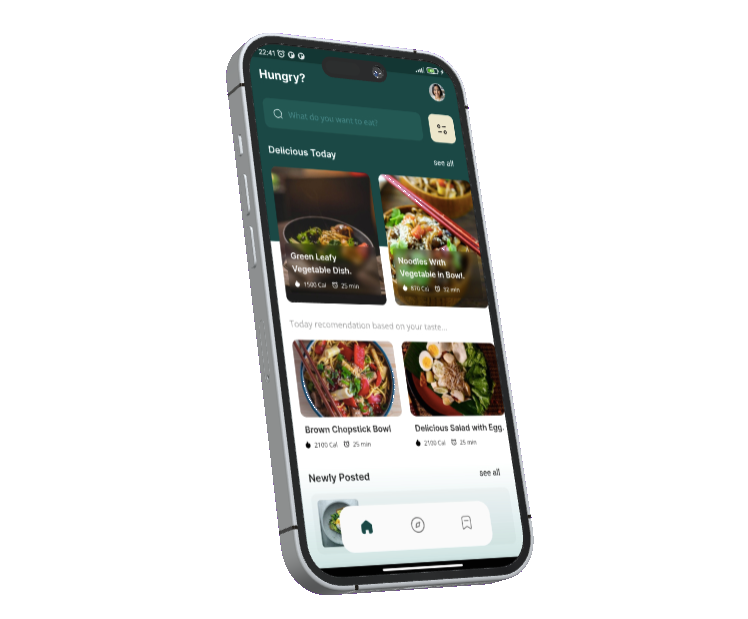 22:41
Hungry?
What do you want to eat?
Delicious Today
see all
Green Leafy
Vegetable Dish.
1500 Cal 25 min
Noodles With
Vegetable in Bowl.
870 Cal 32 min
Today recomendation based on your taste...
Brown Chopstick Bowl
2100 Cal 25 min
Delicious Salad with Egg.
2100 Cal 25 min
Newly Posted
see all